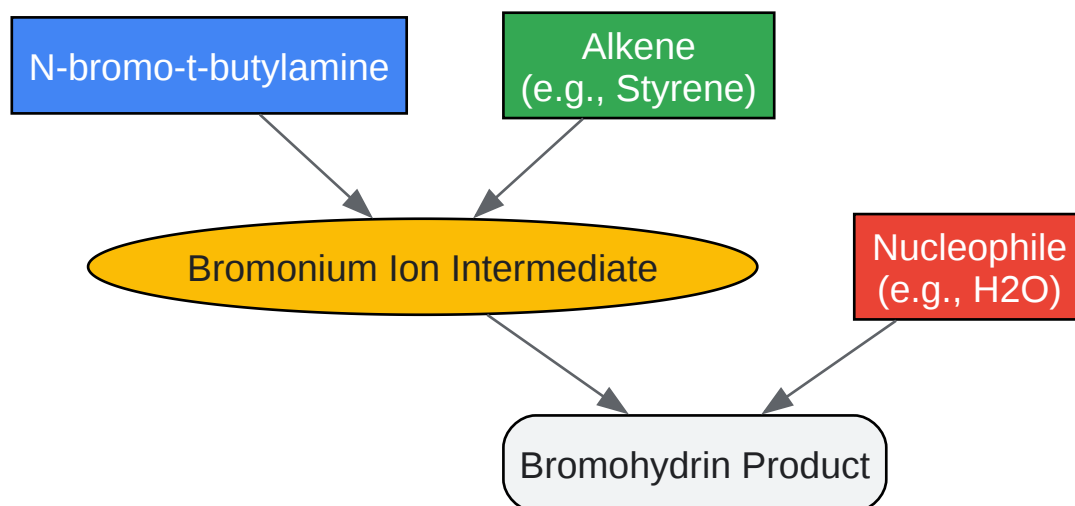 N-bromo-t-butylamine
Alkene
(e.g., Styrene)
Bromonium Ion Intermediate
Nucleophile
(e.g., H2O)
Bromohydrin Product